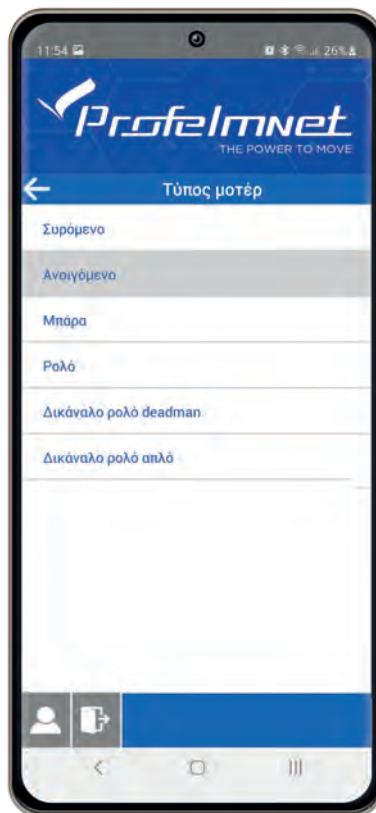 11:54
26%
Profelmnet
THE POWER TO MOVE
Τύπος μοτέρ
Συρόμενο
Ανοιγόμενο
Μπάρα
Ρολό
Δικάναλο ρολό deadman
Δικάναλο ρολό απλό